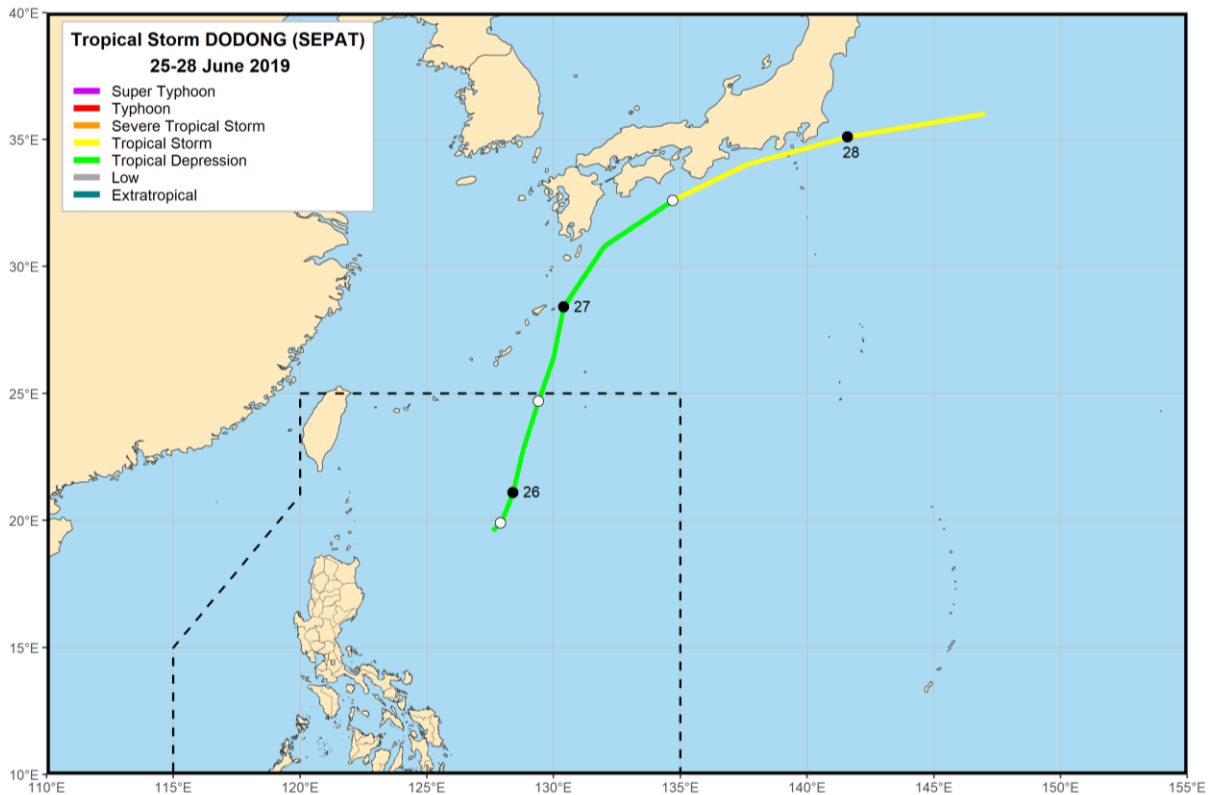 Tropical Storm DODONG (SEPAT)
25-28 June 2019
Super Typhoon
Typhoon
Severe Tropical Storm
Tropical Storm
Tropical Depression
Low
Extratropical
40°E
35°E
30°E
25°E
20°E
15°E
10°E
28
27
26
110°E 115°E 120°E 125°E 130°E 135°E 140°E 145°E 150°E 155°E